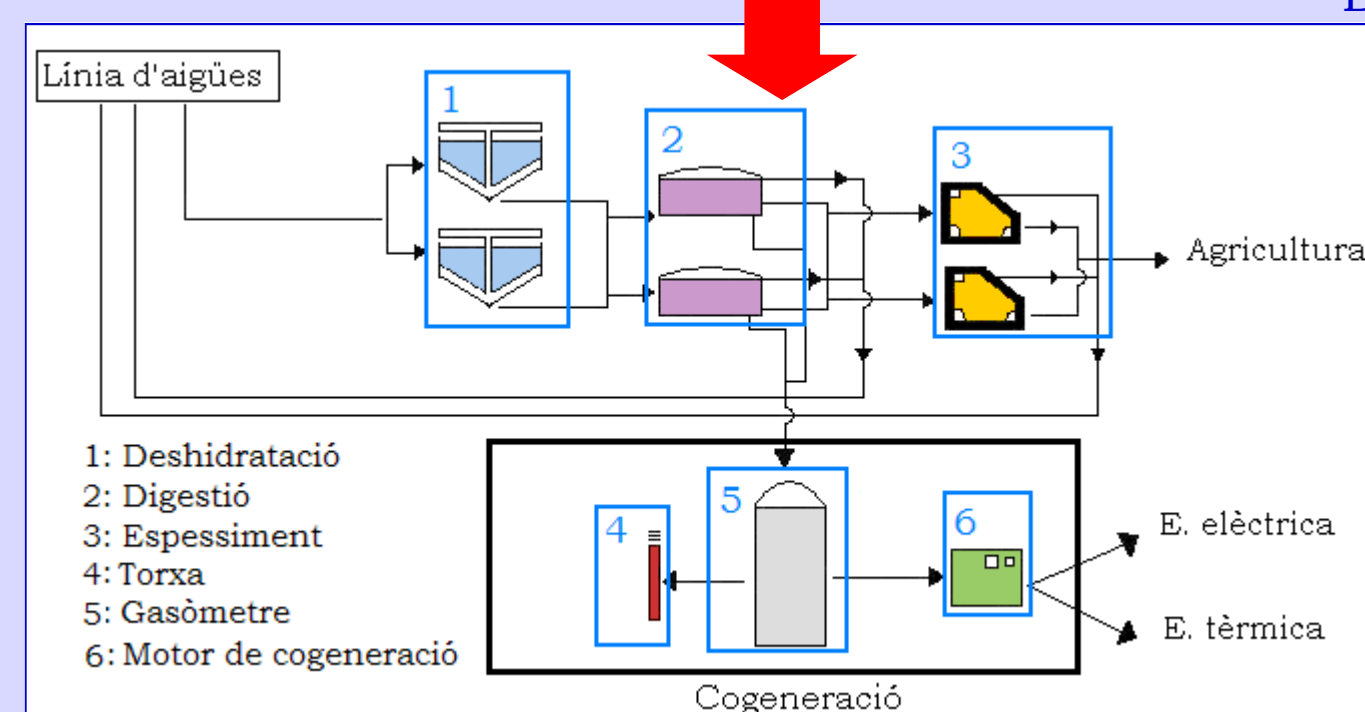 Línia d'aigües
1
2
3
Agricultura
1: Deshidratació
2: Digestió
3: Espessiment
4: Torxa
5: Gasòmetre
6: Motor de cogeneració
4
5
6
E. elèctrica
E. tèrmica
Cogeneració